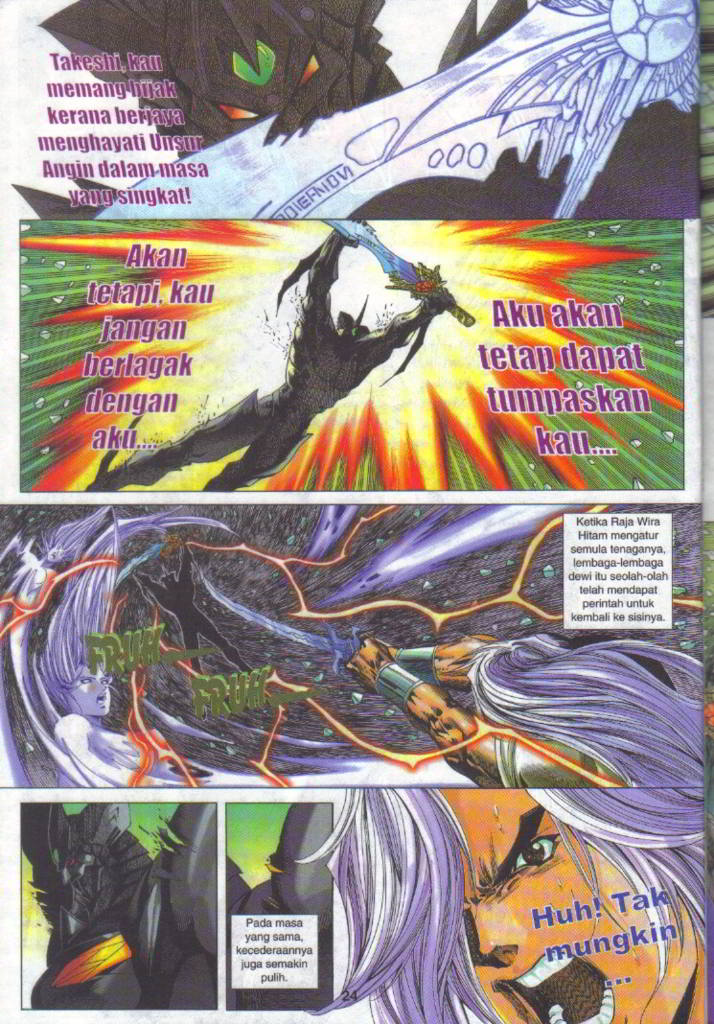 Takeshi, kau
memang bijak
kerana berjaya
menghayati Unsur
Angin dalam masa
yang singkat!
Akan
tetapi, kau
jangan
berlagak
dengan
aku....
Aku akan
tetap dapat
tumpaskan
kau....
Ketika Raja Wira
Hitam mengatur
semula tenaganya,
lembaga-lembaga
dewi itu seolah-olah
telah mendapat
perintah untuk
kembali ke sisinya.
FRUH
FRUH
Pada masa
yang sama,
kecederaannya
juga semakin
pulih.
Huh! Tak
mungkin
...
24